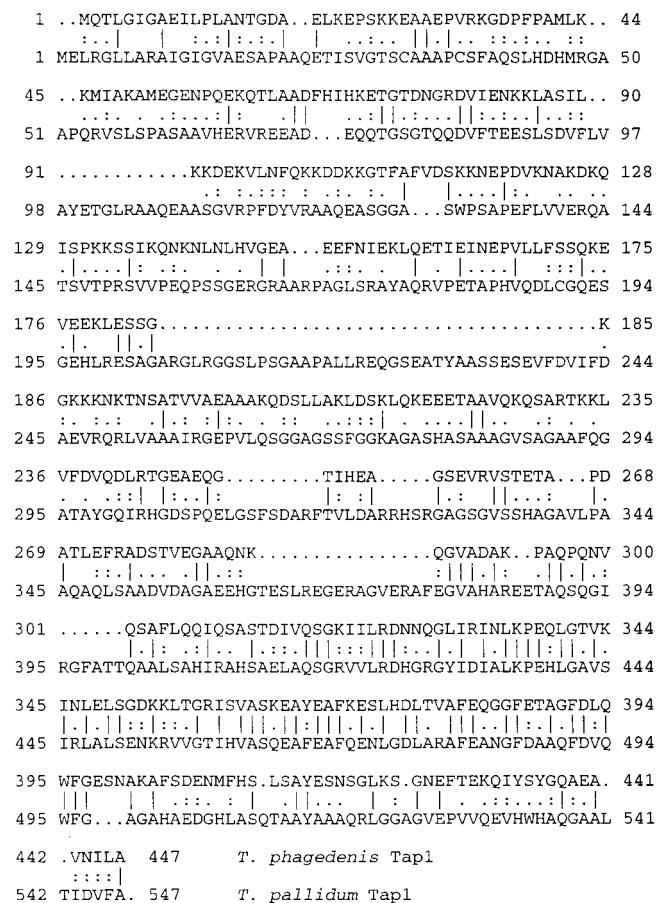 1 ..MQTLGIGAEILPLANTGDA..ELKEPSKKEAAEPVRKGDPFPAMLK.. 44
1 MELRGLLARAIGIGVAESAPAAQETISVGTSCAAAPCSFAQSLHDHMRGA 50
45 ..KMIAKAMEGENPQEKQTLAADFHIHKETGTDNGRDVIENKKLASIL.. 90
51 APQRVSLSPASAAVHERVREEAD...EQQTGSGTQQDVFTEESLSDVFLV 97
91 ............KKDEKVLNFQKKDDKKGTFAFVDSKKNEPDVKNAKDKQ 128
98 AYETGLRAAQEAASGVRPFDYVRAAQEASGGA...SWPSAPEFLVVERQA 144
129 ISPKKSSIKQNKNLNLHVGEA...EEFNIEKLQETIEINEPVLLFSSQKE 175
145 TSVTPRSVVPEQPSSGERGRAARPAGLSRAYAQRVPETAPHVQDLCGQES 194
176 VEEKLESSG........................................K 185
195 GEHLRESAGARGLRGGSLPSGAAPALLREQGSEATYAASSESEVFDVIFD 244
186 GKKKNKTNSATVVAEAAAKQDSLLAKLDSKLQKEEETAAVQKQSARTKKL 235
245 AEVRQRLVAAAIRGEPVLQSGGAGSSFGGKAGASHASAAAGVSAGAAFQG 294
236 VFDVQDLRTGEAEQG.........TIHEA.....GSEVRVSTETA...PD 268
295 ATAYGQIRHGDSPQELGSFSDARFTVLDARRHSRGAGSGVSSHAGAVLPA 344
269 ATLEFRADSTVEGAAQNK..............QGVADAK..PAQPQNV 300
345 AQAQLSAADVDAGAEEHGTESLREGERAGVERAFEGVAHAREETAQSQGI 394
301 ......QSAFLQQIQSASTDIVQSGKIILRDNNQGLIRINLKPEQLGTVK 344
395 RGFATTQAALSAHIRAHSAELAQSGRVVLRDHGRGYIDIALKPEHLGAVS 444
345 INLELSGDKKLTGRISVASKEAYEAFKESLHDLTVAFEQGGFETAGFDLQ 394
445 IRLALSENKRVVGTIHVASQEAFEAFQENLGDLARAFEANGFDAAQFDVQ 494
395 WFGESNAKAFSDENMFHS.LSAYESNSGLKS.GNEFTEKQIYSYGQAEA. 441
495 WFG...AGAHAEDGHLASQTAAYAAAQRLGGAGVEPVVQEVHWHAQGAAL 541
442 .VNILA 447 T. phagedenis Tap1
542 TIDVFA. 547 T. pallidum Tap1